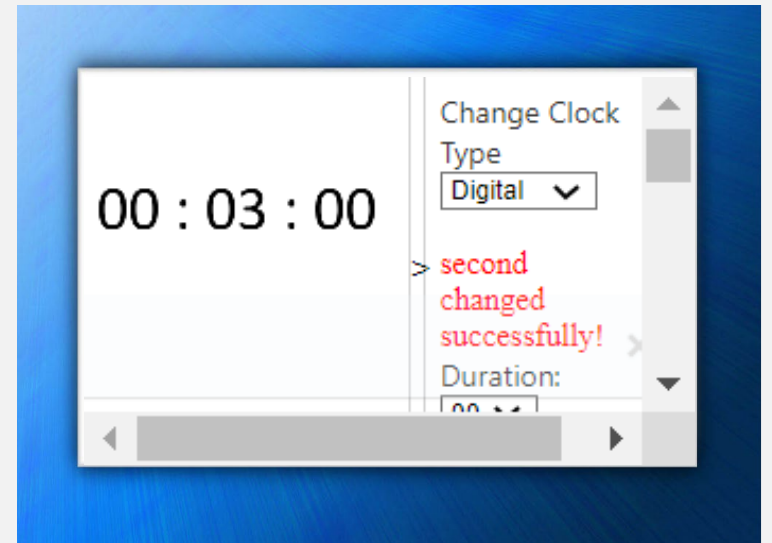 00 : 03 : 00
>
Change Clock
Type
Digital
second
changed
successfully!
Duration: